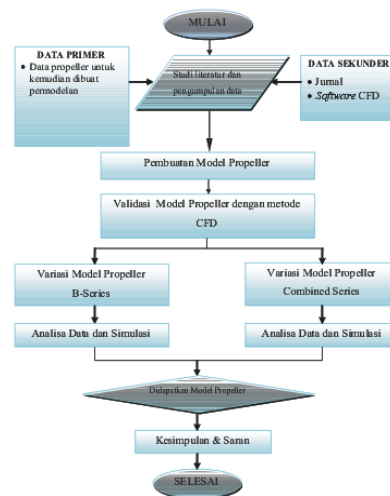 MULAI
DATA PRIMER
• Data propeller untuk
kemudian dibuat
permodelan
Studi literatur dan
pengumpulan data
DATA SEKUNDER
• Jurnal
• Software CFD
Pembuatan Model Propeller
Validasi Model Propeller dengan metode
CFD
Variasi Model Propeller
B-Series
Variasi Model Propeller
Combined Series
Analisa Data dan Simulasi
Analisa Data dan Simulasi
Didapatkan Model Propeller
Kesimpulan & Saran
SELESAI